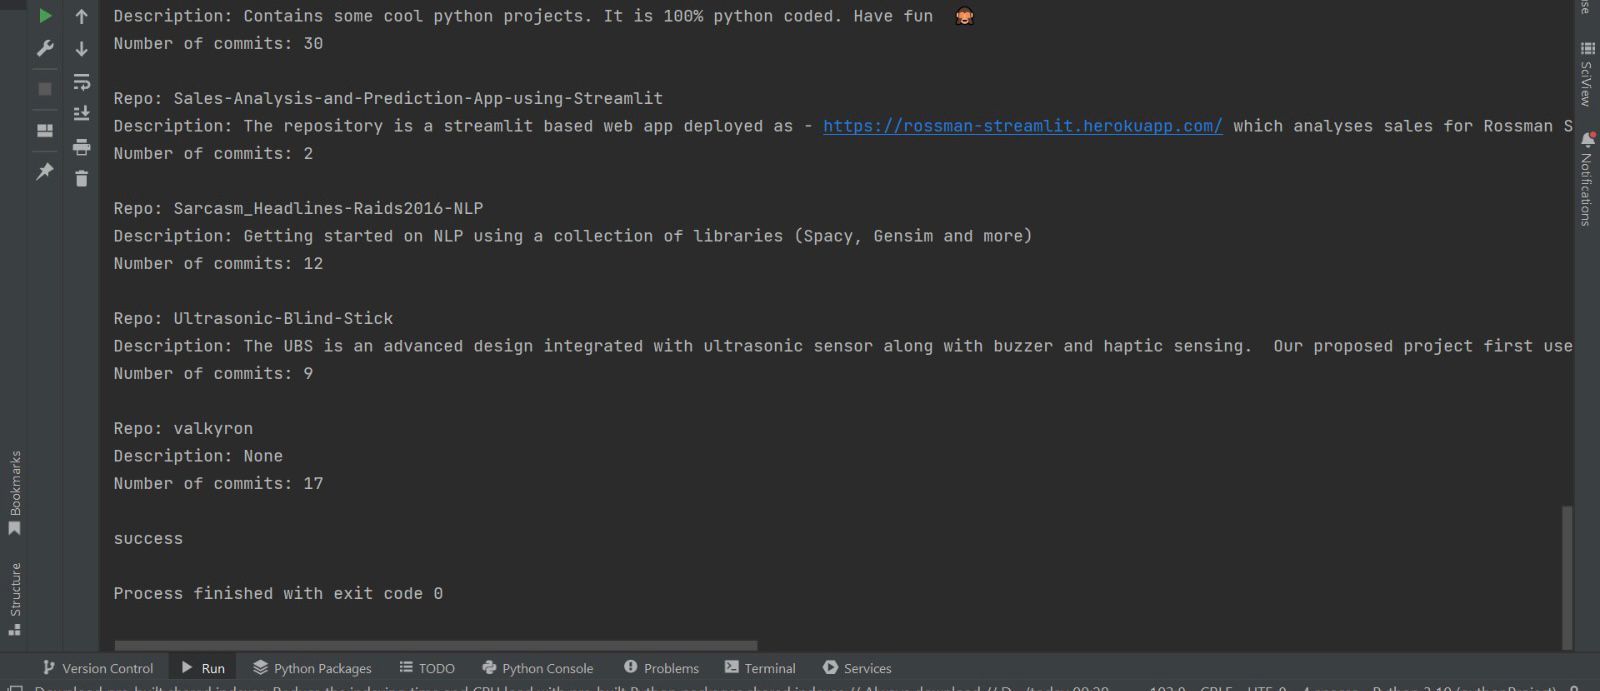 Description: Contains some cool python projects. It is 100% python coded. Have fun 🙊
Number of commits: 30
Repo: Sales-Analysis-and-Prediction-App-using-Streamlit
Description: The repository is a streamlit based web app deployed as - https://rossman-streamlit.herokuapp.com/ which analyses sales for Rossman S
Number of commits: 2
Repo: Sarcasm_Headlines-Raids2016-NLP
Description: Getting started on NLP using a collection of libraries (Spacy, Gensim and more)
Number of commits: 12
Repo: Ultrasonic-Blind-Stick
Description: The UBS is an advanced design integrated with ultrasonic sensor along with buzzer and haptic sensing.  Our proposed project first use
Number of commits: 9
Repo: valkyron
Description: None
Number of commits: 17
success
Process finished with exit code 0
Bookmarks
Structure
SciView
Notifications
Version Control
Run
Python Packages
TODO
Python Console
Problems
Terminal
Services